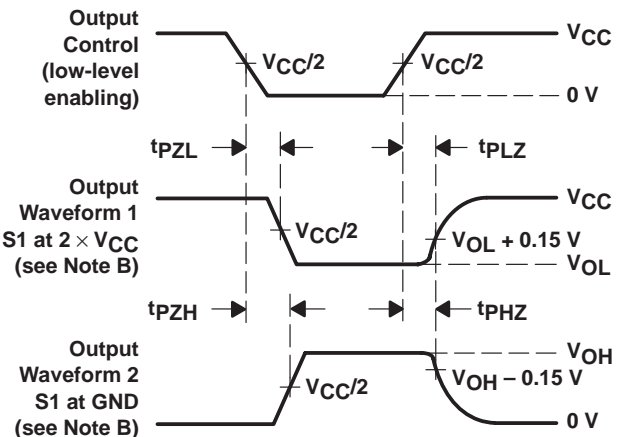 Output
Control
(low-level
enabling)
VCC
VCC/2
VCC/2
0 V
tPZL
tPLZ
Output
Waveform 1
S1 at 2 × VCC
(see Note B)
VCC
VCC/2
VOL + 0.15 V
VOL
tPZH
tPHZ
Output
Waveform 2
S1 at GND
(see Note B)
VOH
VCC/2
VOH – 0.15 V
0 V